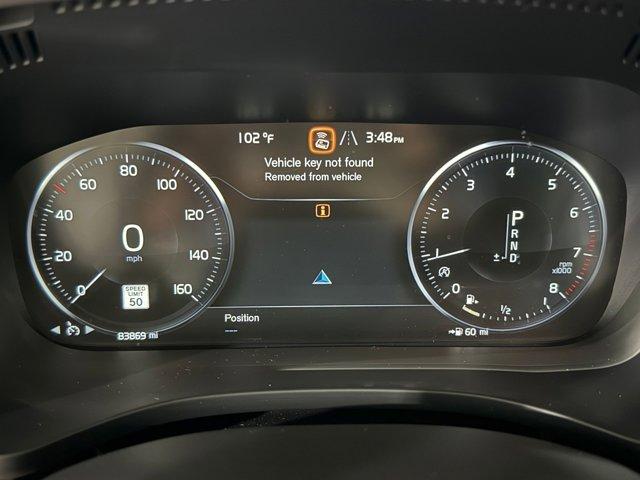 102 °F 3:48PM
Vehicle key not found
Removed from vehicle
0 20 40 60 80 100 120 140 160
0
mph
SPEED
LIMIT
50
83869 mi
Position
----
0 1 2 3 4 5 6 7 8
P
R
N
± D
rpm
x1000
1/2
60 mi